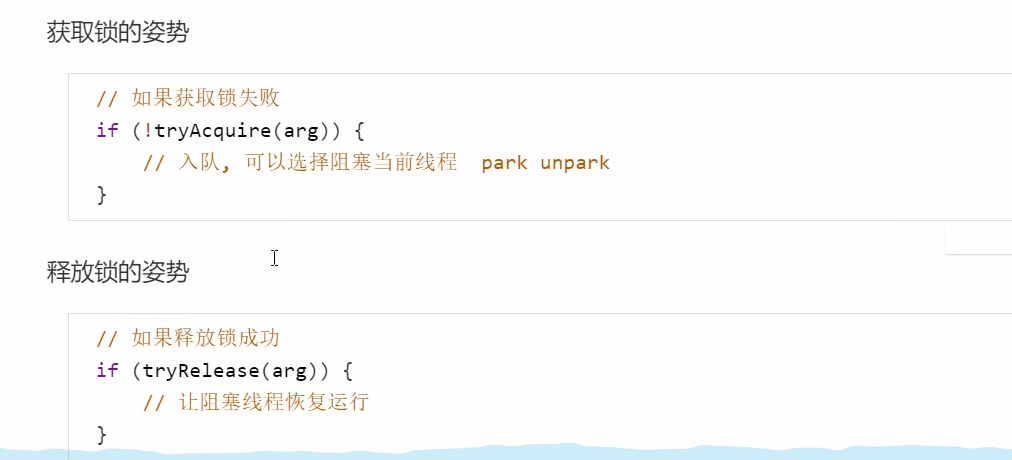 获取锁的姿势
// 如果获取锁失败
if (!tryAcquire(arg)) {
// 入队, 可以选择阻塞当前线程 park unpark
}
释放锁的姿势
// 如果释放锁成功
if (tryRelease(arg)) {
// 让阻塞线程恢复运行
}